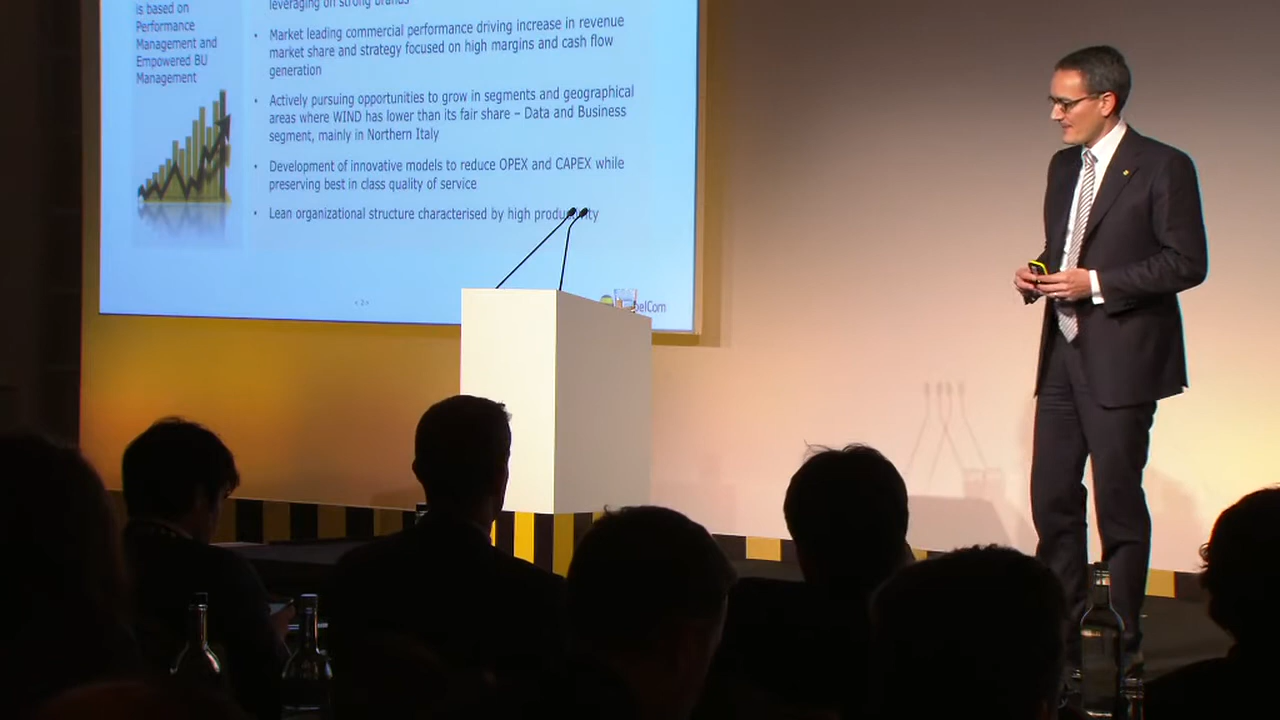 is based on
Performance
Management and
Empowered BU
Management
leveraging on strong brands
• Market leading commercial performance driving increase in revenue
market share and strategy focused on high margins and cash flow
generation
• Actively pursuing opportunities to grow in segments and geographical
areas where WIND has lower than its fair share – Data and Business
segment, mainly in Northern Italy
• Development of innovative models to reduce OPEX and CAPEX while
preserving best in class quality of service
• Lean organizational structure characterised by high productivity
< 2 >
pelCom